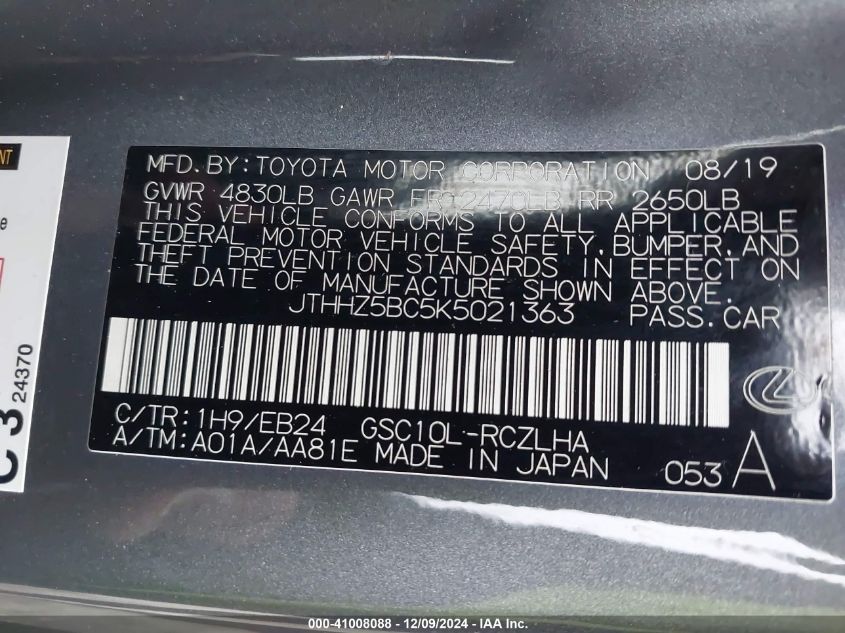 NT
e
C 3 24370
MFD.BY:TOYOTA MOTOR CORPORATION 08/19
GVWR 4830LB GAWR FR 2470LB RR 2650LB
THIS VEHICLE CONFORMS TO ALL APPLICABLE
FEDERAL MOTOR VEHICLE SAFETY,BUMPER,AND
THEFT PREVENTION STANDARDS IN EFFECT ON
THE DATE OF MANUFACTURE SHOWN ABOVE.
JTHHZ5BC5K5021363 PASS.CAR
C/TR:1H9/EB24 GSC10L-RCZLHA
A/TM:A01A/AA81E MADE IN JAPAN 053 A
000-41008088 - 12/09/2024 - IAA Inc.